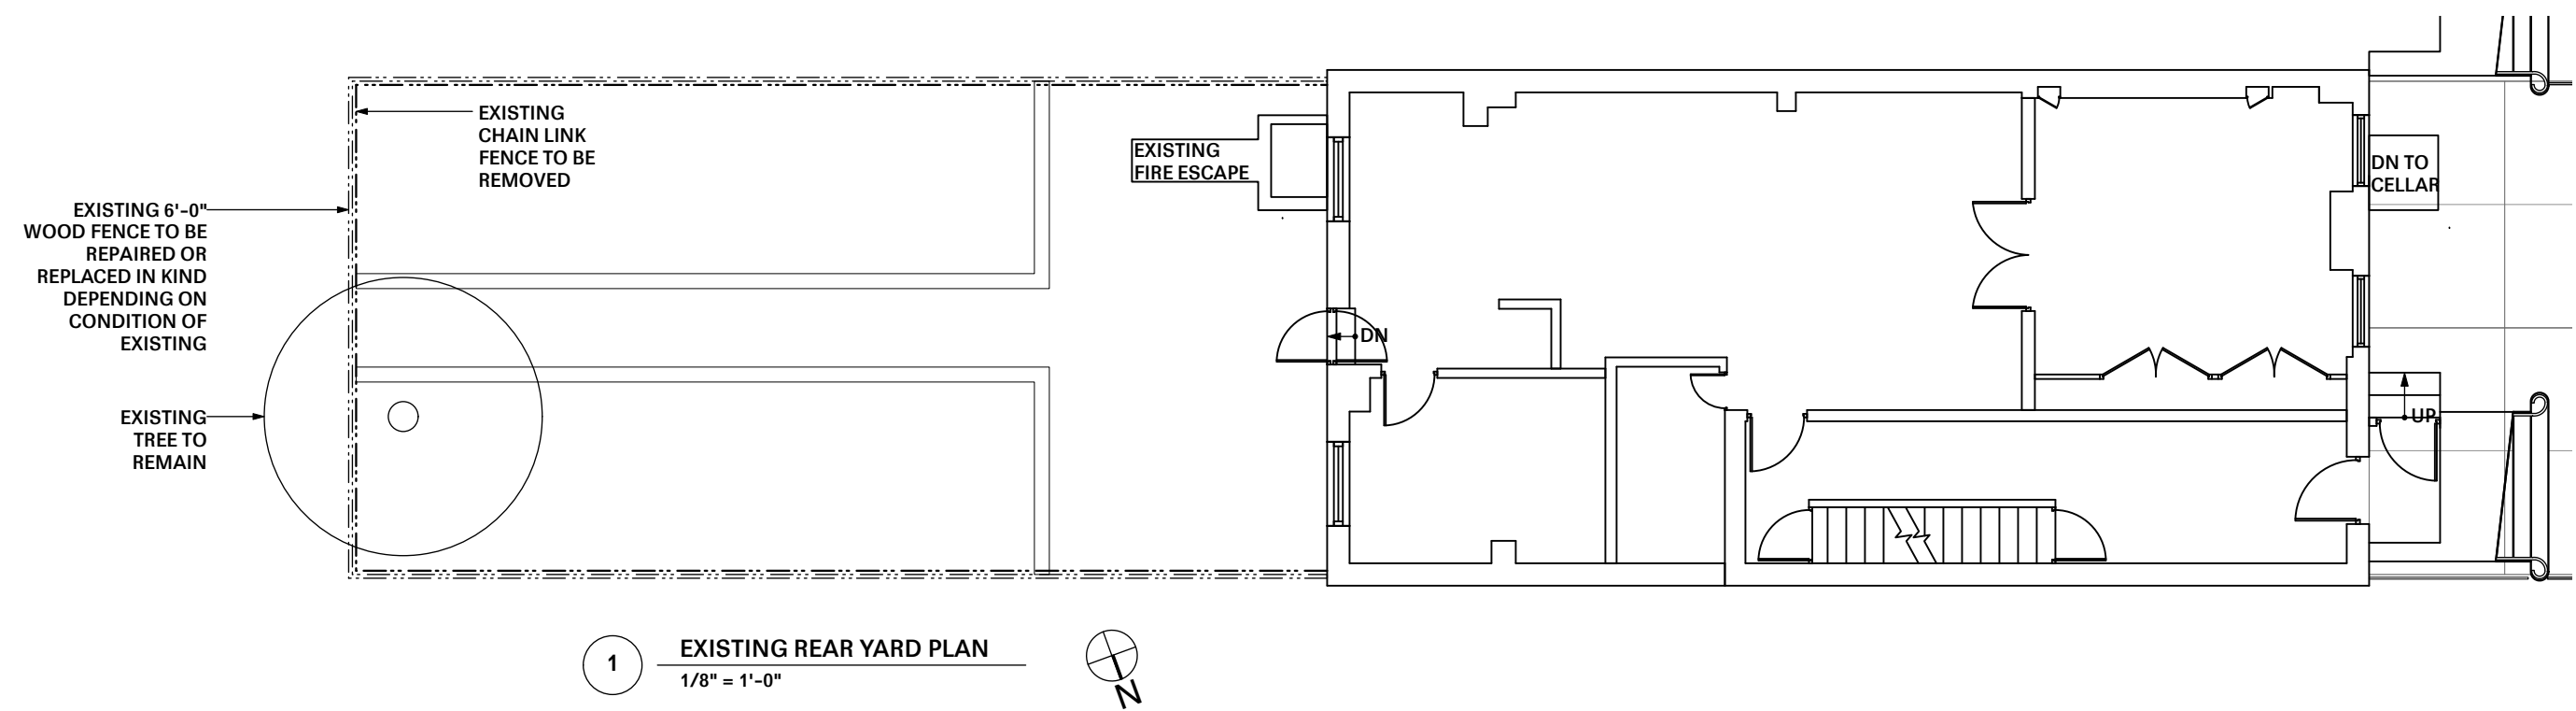 EXISTING
CHAIN LINK
FENCE TO BE
REMOVED
EXISTING 6'-0"
WOOD FENCE TO BE
REPAIRED OR
REPLACED IN KIND
DEPENDING ON
CONDITION OF
EXISTING
EXISTING
TREE TO
REMAIN
EXISTING
FIRE ESCAPE
DN
DN TO
CELLAR
UP
1
EXISTING REAR YARD PLAN
1/8" = 1'-0"
N